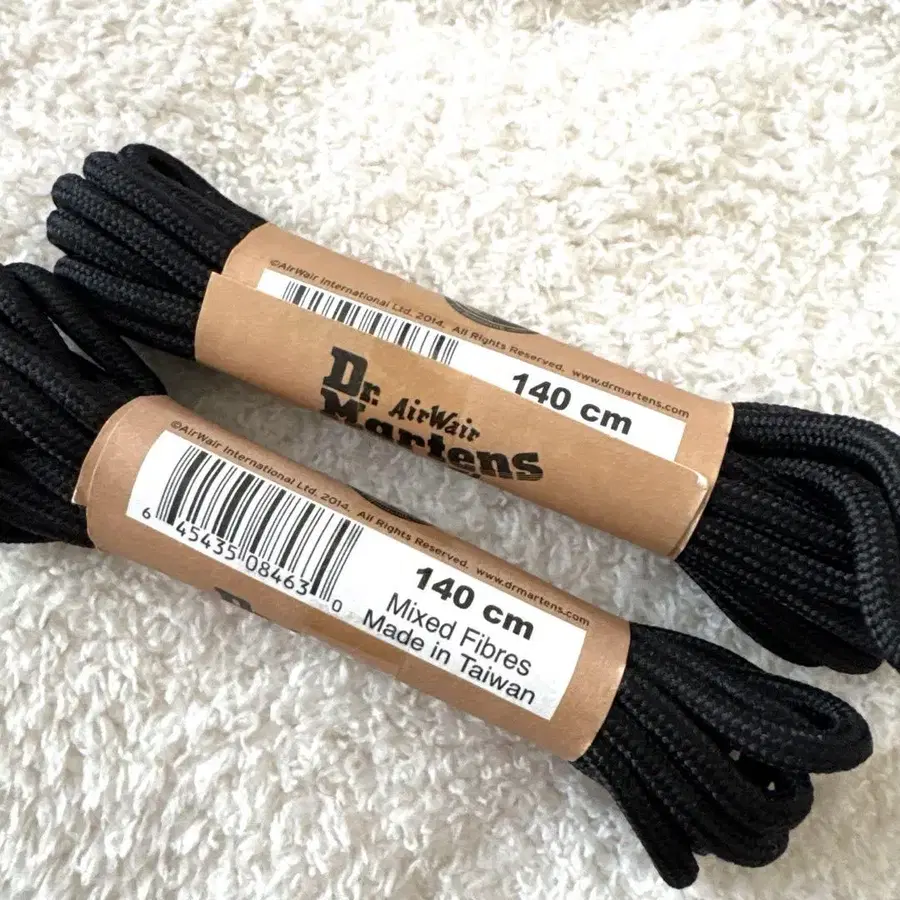 ©AirWair International Ltd. 2014. All Rights Reserved. www.drmartens.com
140 cm
Dr. AirWair
Martens
©AirWair International Ltd. 2014. All Rights Reserved. www.drmartens.com
6 45435 08463 0
140 cm
Mixed Fibres
Made in Taiwan